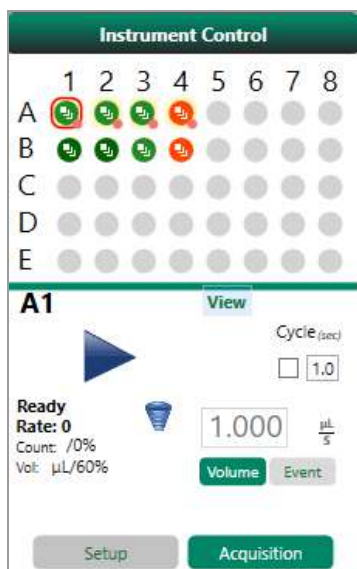 Instrument Control
1 2 3 4 5 6 7 8
A
B
C
D
E
A1 View
Cycle (sec)
1.0
Ready
Rate: 0
Count: /0%
Vol: µL/60%
1.000 µL/s
Volume Event
Setup Acquisition